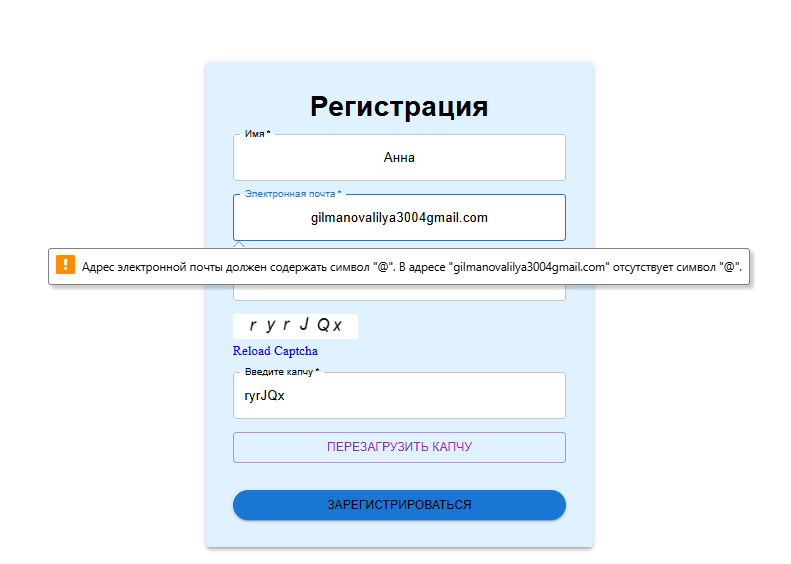 Регистрация
Имя *
Анна
Электронная почта *
gilmanovalilya3004gmail.com
Адрес электронной почты должен содержать символ "@". В адресе "gilmanovalilya3004gmail.com" отсутствует символ "@".
r y r J Q x
Reload Captcha
Введите капчу *
ryrJQx
ПЕРЕЗАГРУЗИТЬ КАПЧУ
ЗАРЕГИСТРИРОВАТЬСЯ